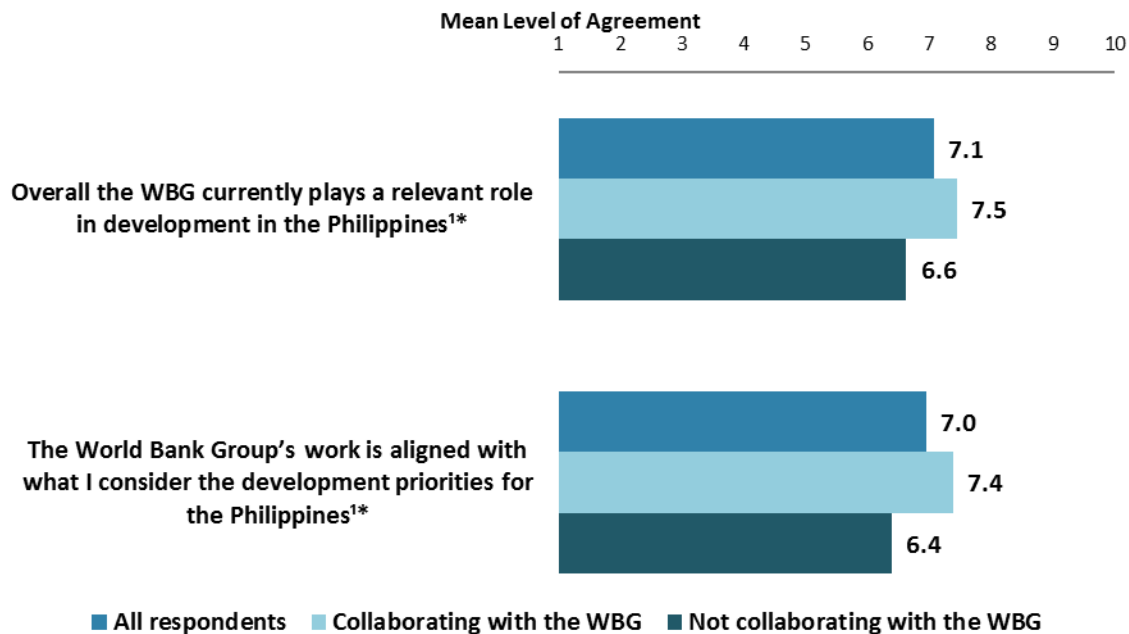 Mean Level of Agreement
1 2 3 4 5 6 7 8 9 10
Overall the WBG currently plays a relevant role
in development in the Philippines¹*
7.1
7.5
6.6
The World Bank Group’s work is aligned with
what I consider the development priorities for
the Philippines¹*
7.0
7.4
6.4
All respondents Collaborating with the WBG Not collaborating with the WBG